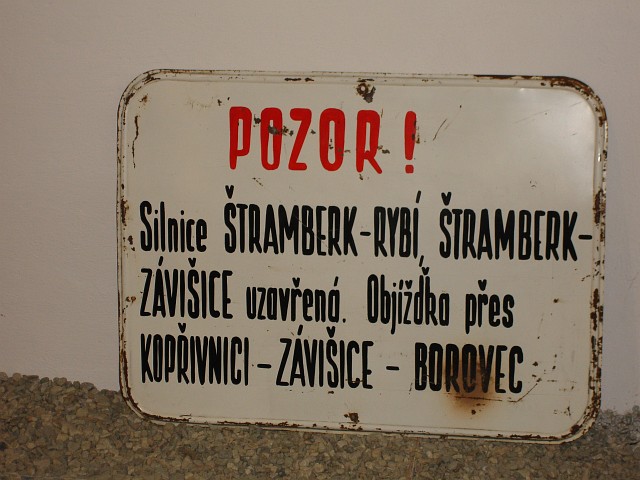 POZOR!
Silnice ŠTRAMBERK-RYBÍ, ŠTRAMBERK-
ZÁVIŠICE uzavřená. Objížďka přes
KOPŘIVNICI - ZÁVIŠICE - BOROVEC